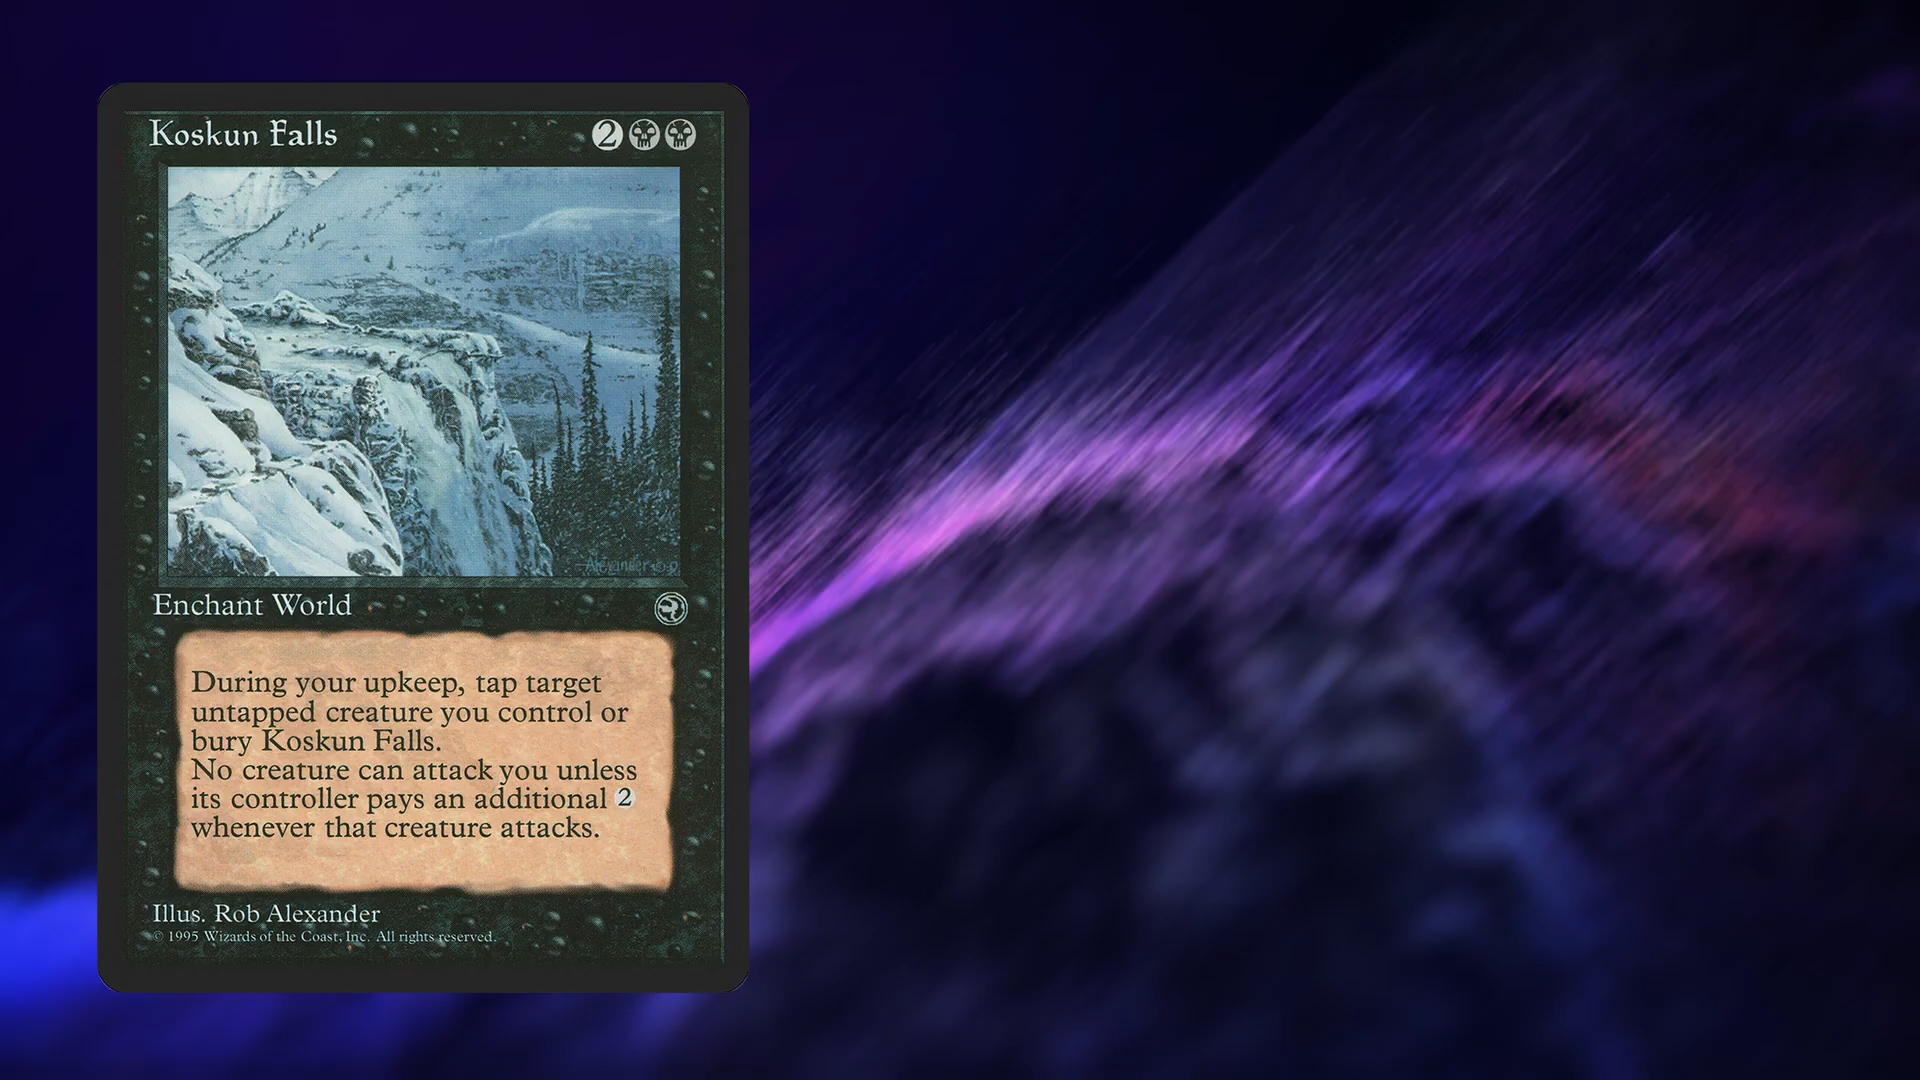 Koskun Falls 2
Enchant World
During your upkeep, tap target
untapped creature you control or
bury Koskun Falls.
No creature can attack you unless
its controller pays an additional 2
whenever that creature attacks.
Illus. Rob Alexander
© 1995 Wizards of the Coast, Inc. All rights reserved.